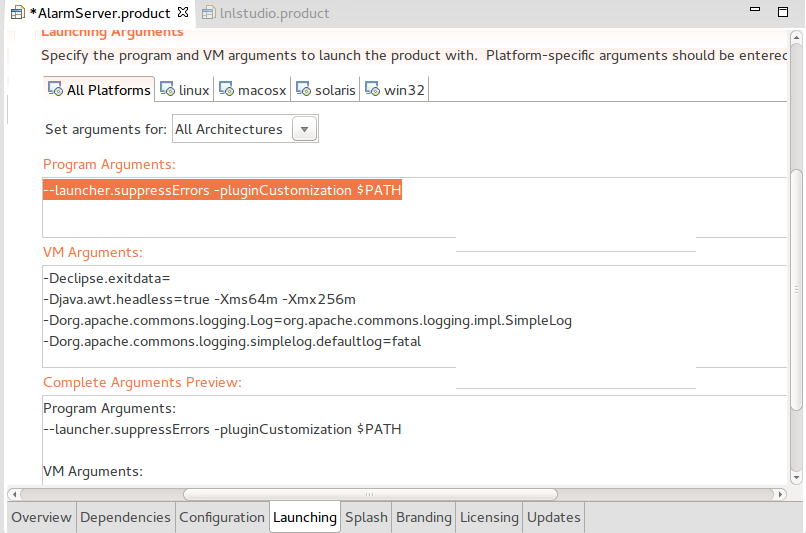 *AlarmServer.product
lnlstudio.product
Launching Arguments
Specify the program and VM arguments to launch the product with. Platform-specific arguments should be entered
All Platforms
linux
macosx
solaris
win32
Set arguments for: All Architectures
Program Arguments:
--launcher.suppressErrors -pluginCustomization $PATH
VM Arguments:
-Declipse.exitdata=
-Djava.awt.headless=true -Xms64m -Xmx256m
-Dorg.apache.commons.logging.Log=org.apache.commons.logging.impl.SimpleLog
-Dorg.apache.commons.logging.simplelog.defaultlog=fatal
Complete Arguments Preview:
Program Arguments:
--launcher.suppressErrors -pluginCustomization $PATH
VM Arguments:
Overview
Dependencies
Configuration
Launching
Splash
Branding
Licensing
Updates